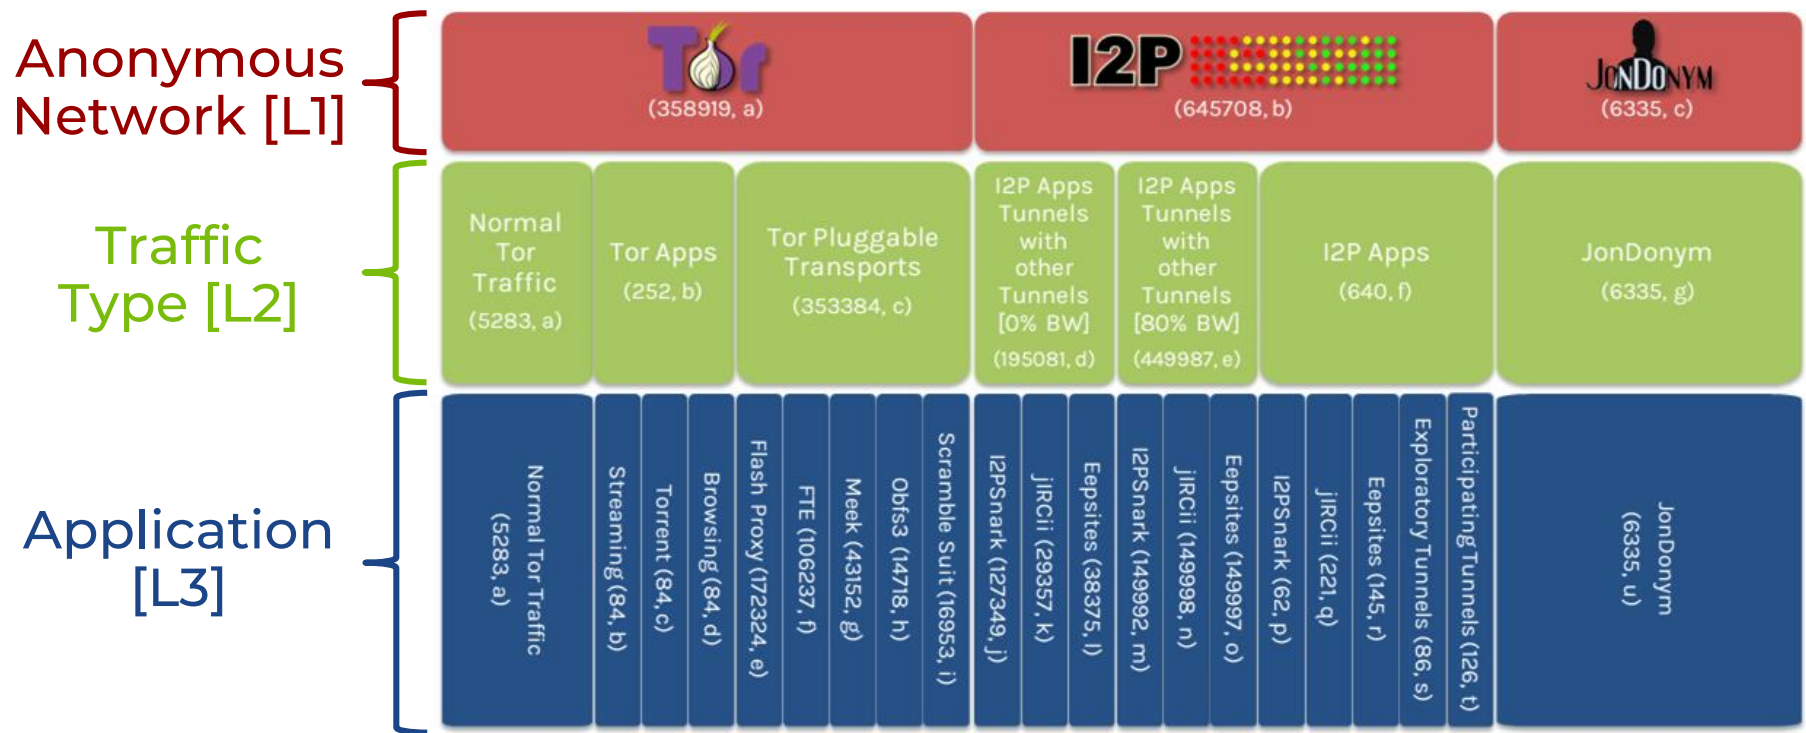 Anonymous
Network [L1]
Tor
(358919, a)
I2P
(645708, b)
JonDonym
(6335, c)
Traffic
Type [L2]
Normal
Tor
Traffic
(5283, a)
Tor Apps
(252, b)
Tor Pluggable
Transports
(353384, c)
I2P Apps
Tunnels
with
other
Tunnels
[0% BW]
(195081, d)
I2P Apps
Tunnels
with
other
Tunnels
[80% BW]
(449987, e)
I2P Apps
(640, f)
JonDonym
(6335, g)
Application
[L3]
Normal Tor Traffic
(5283, a)
Streaming (84, b)
Torrent (84, c)
Browsing (84, d)
Flash Proxy (172324, e)
FTE (106237, f)
Meek (43152, g)
Obfs3 (14718, h)
Scramble Suit (16953, i)
I2PSnark (127349, j)
jIRCii (29357, k)
Eepsites (38375, l)
I2PSnark (149992, m)
jIRCii (149998, n)
Eepsites (149997, o)
I2PSnark (62, p)
jIRCii (221, q)
Eepsites (145, r)
Exploratory Tunnels (86, s)
Participating Tunnels (126, t)
JonDonym
(6335, u)